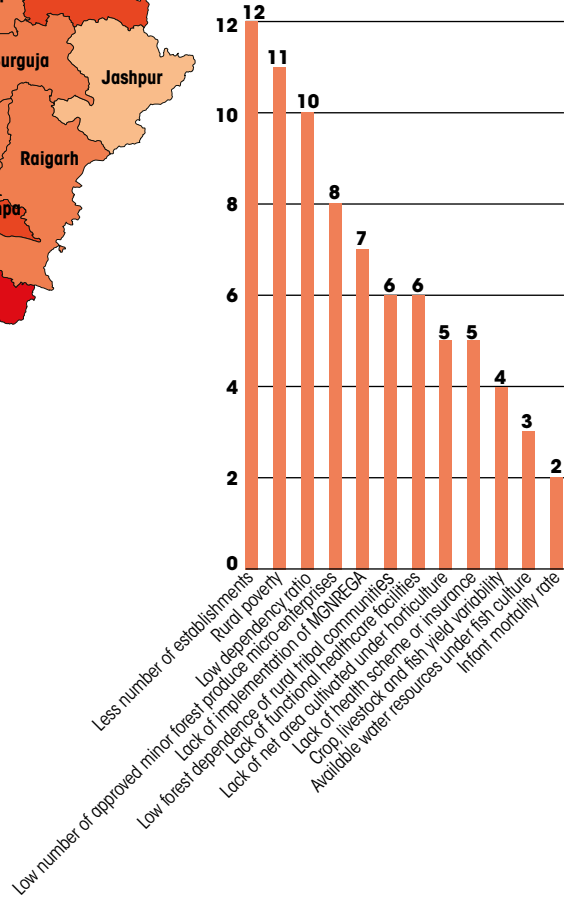 urguja
Jashpur
Raigarh
pa
12
10
8
6
4
2
0
12
11
10
8
7
6
6
5
5
4
3
2
Less number of establishments
Rural poverty
Low dependency ratio
Low number of approved minor forest produce micro-enterprises
Lack of implementation of MGNREGA
Low forest dependence of rural tribal communities
Lack of functional healthcare facilities
Lack of net area cultivated under horticulture
Lack of health scheme or insurance
Crop, livestock and fish yield variability
Available water resources under fish culture
Infant mortality rate